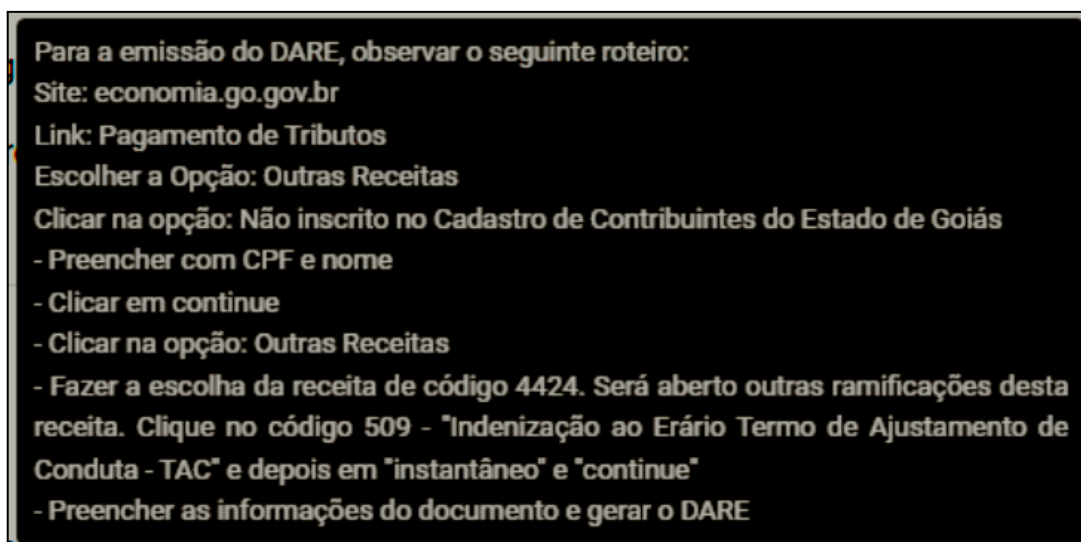 Para a emissão do DARE, observar o seguinte roteiro:
Site: economia.go.gov.br
Link: Pagamento de Tributos
Escolher a Opção: Outras Receitas
Clicar na opção: Não inscrito no Cadastro de Contribuintes do Estado de Goiás
- Preencher com CPF e nome
- Clicar em continue
- Clicar na opção: Outras Receitas
- Fazer a escolha da receita de código 4424. Será aberto outras ramificações desta
receita. Clique no código 509 - "Indenização ao Erário Termo de Ajustamento de
Conduta - TAC" e depois em "instantâneo" e "continue"
- Preencher as informações do documento e gerar o DARE